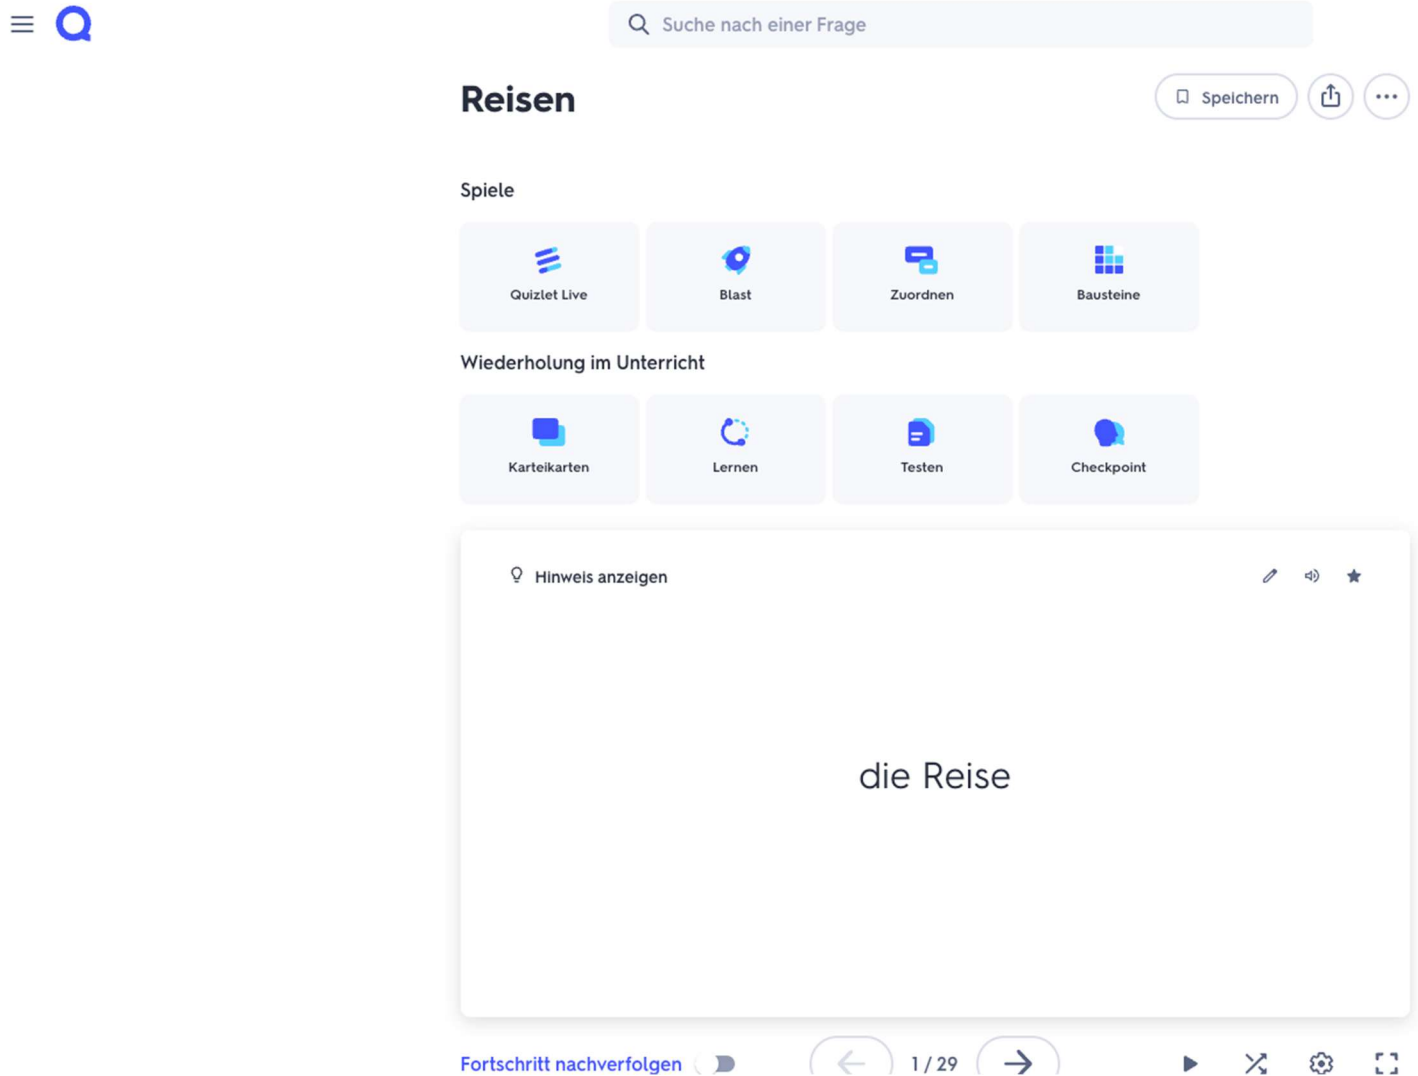 Suche nach einer Frage
Reisen
Speichern
Spiele
Quizlet Live
Blast
Zuordnen
Bausteine
Wiederholung im Unterricht
Karteikarten
Lernen
Testen
Checkpoint
Hinweis anzeigen
die Reise
Fortschritt nachverfolgen
1 / 29